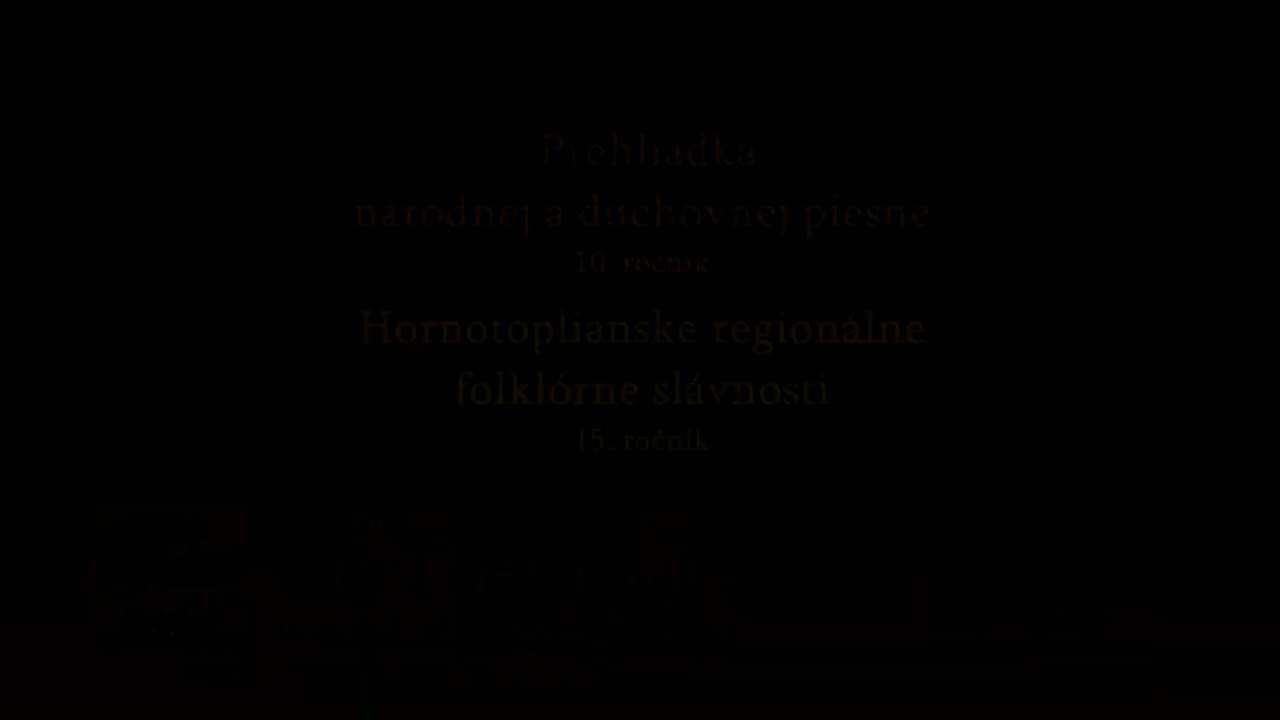 Prehliadka
národnej a duchovnej piesne
10. ročník
Hornotoplianske regionálne
folklórne slávnosti
15. ročník